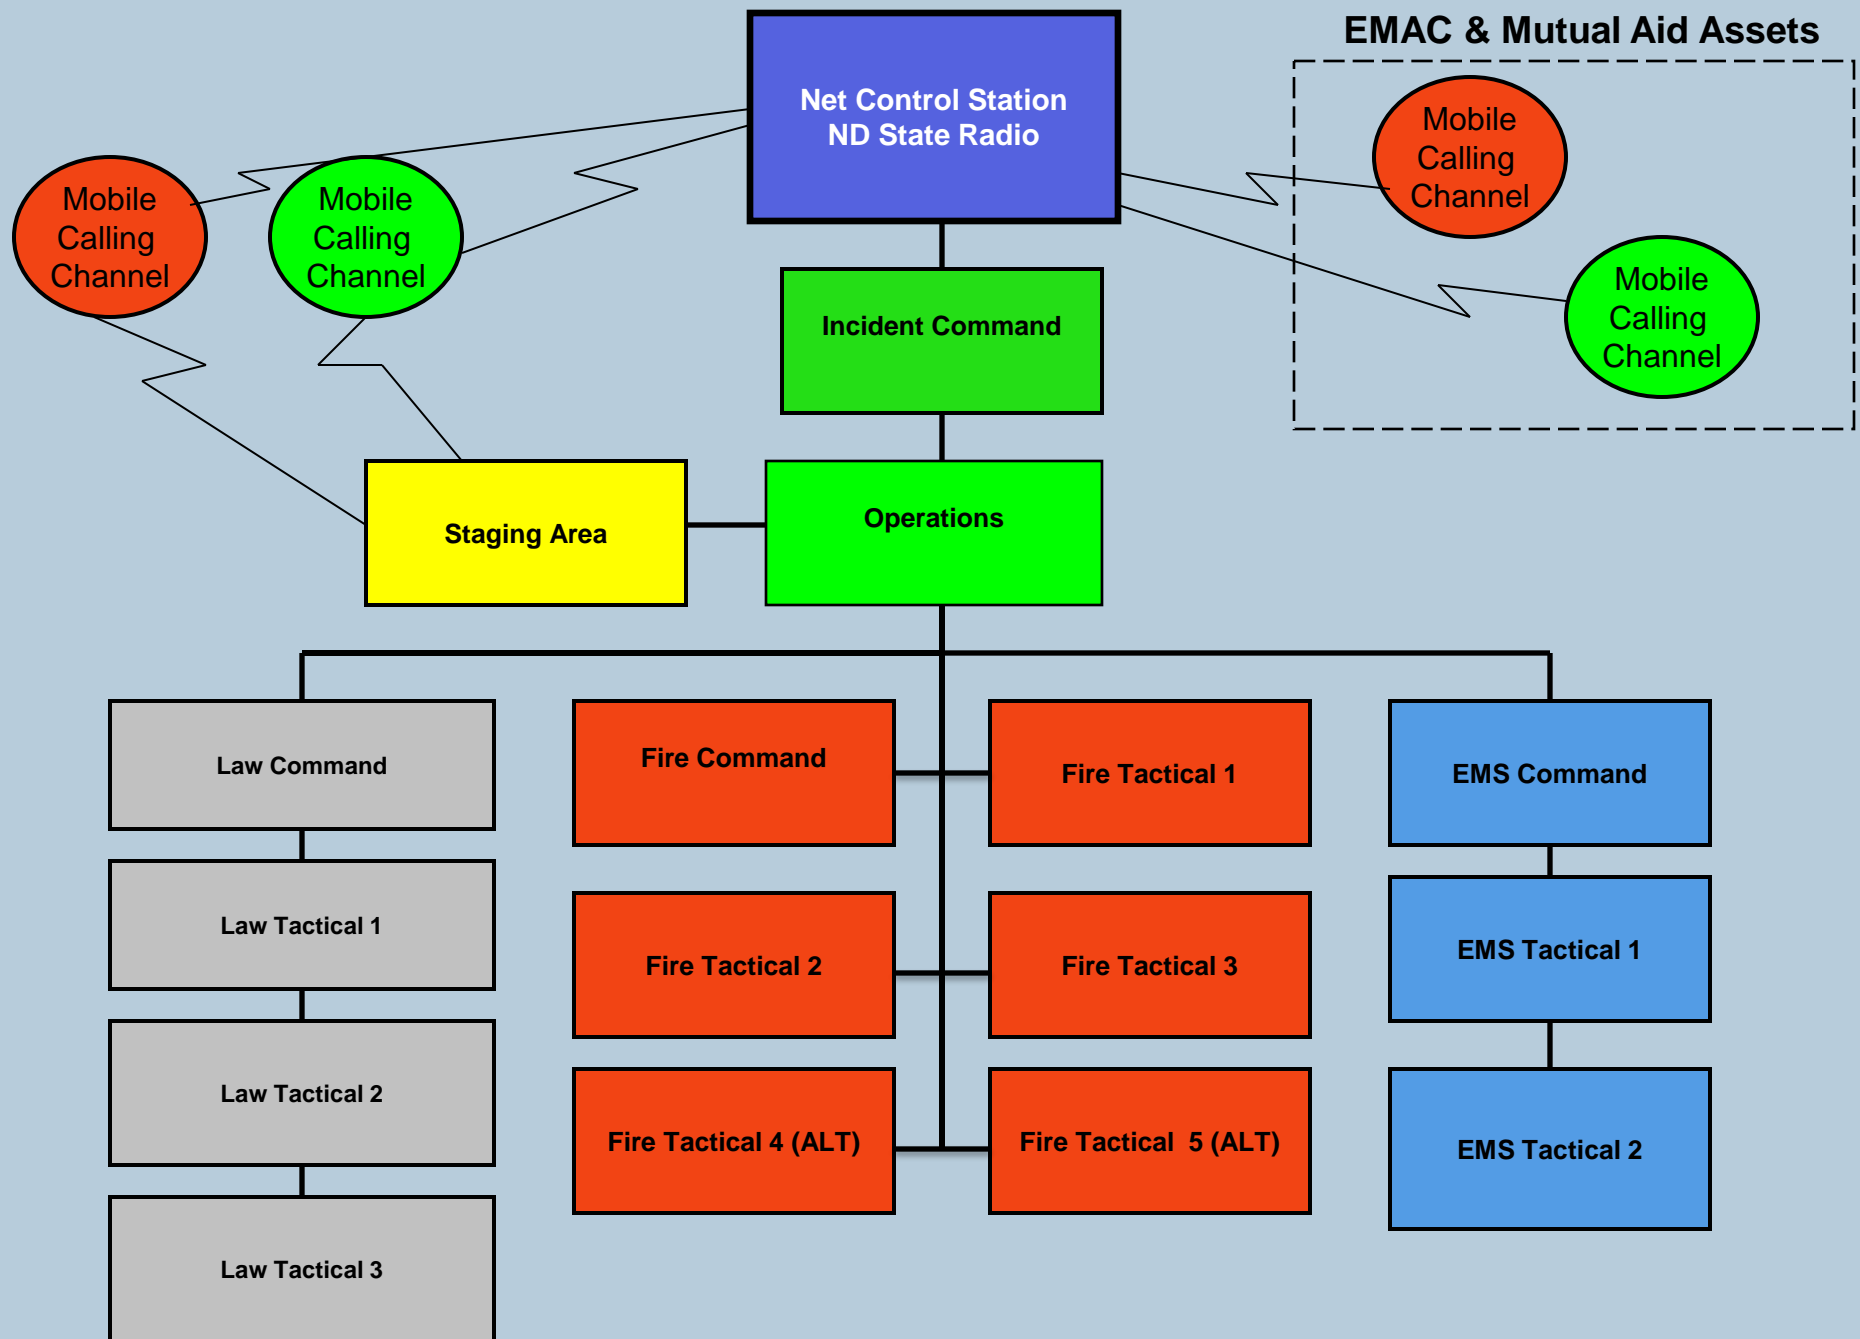 EMAC & Mutual Aid Assets
Net Control Station
ND State Radio
Mobile
Calling
Channel
Mobile
Calling
Channel
Mobile
Calling
Channel
Mobile
Calling
Channel
Incident Command
Staging Area
Operations
Law Command
Fire Command
Fire Tactical 1
EMS Command
Law Tactical 1
Fire Tactical 2
Fire Tactical 3
EMS Tactical 1
Law Tactical 2
Fire Tactical 4 (ALT)
Fire Tactical  5 (ALT)
EMS Tactical 2
Law Tactical 3